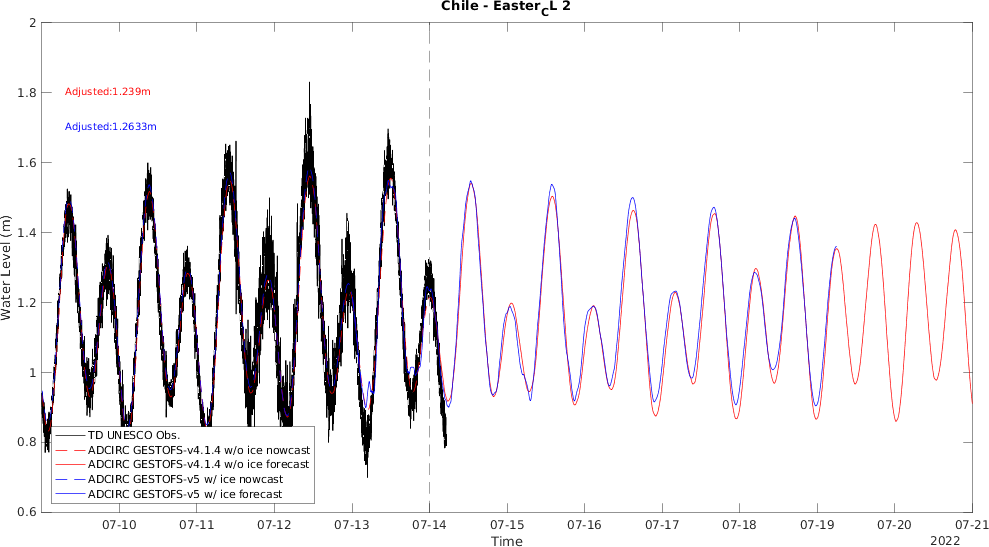 Chile - EasterCL 2
Water Level (m)
2
1.8
1.6
1.4
1.2
1
0.8
0.6
Adjusted:1.239m
Adjusted:1.2633m
TD UNESCO Obs.
ADCIRC GESTOFS-v4.1.4 w/o ice nowcast
ADCIRC GESTOFS-v4.1.4 w/o ice forecast
ADCIRC GESTOFS-v5 w/ ice nowcast
ADCIRC GESTOFS-v5 w/ ice forecast
07-10 07-11 07-12 07-13 07-14 07-15 07-16 07-17 07-18 07-19 07-20 07-21
Time
2022